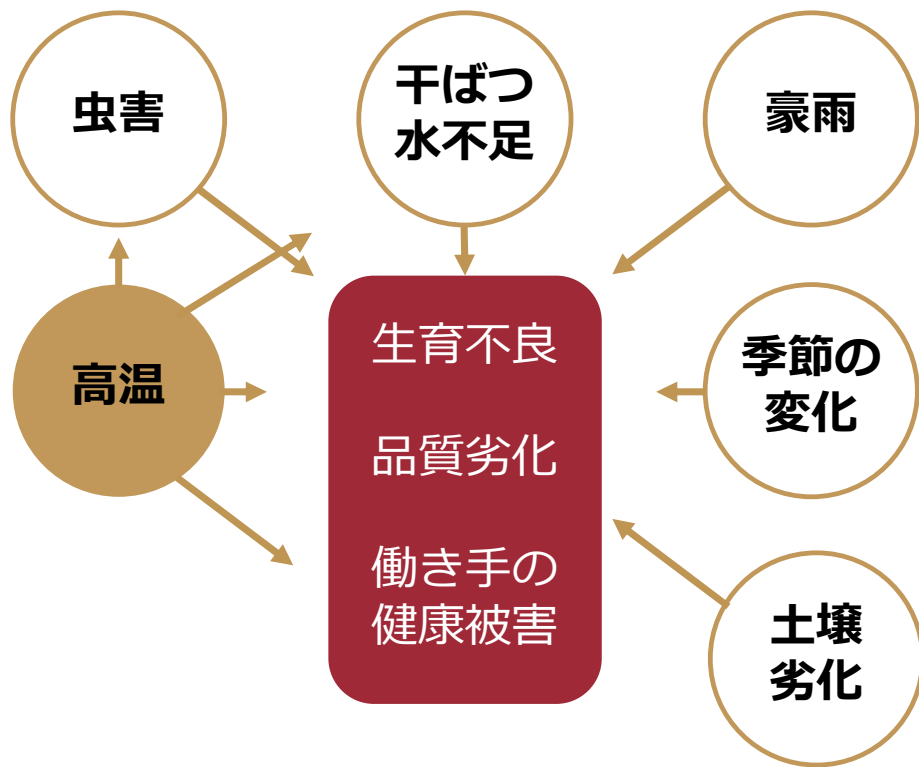 虫害
干ばつ
水不足
豪雨
高温
生育不良
品質劣化
働き手の
健康被害
季節の
変化
土壌
劣化